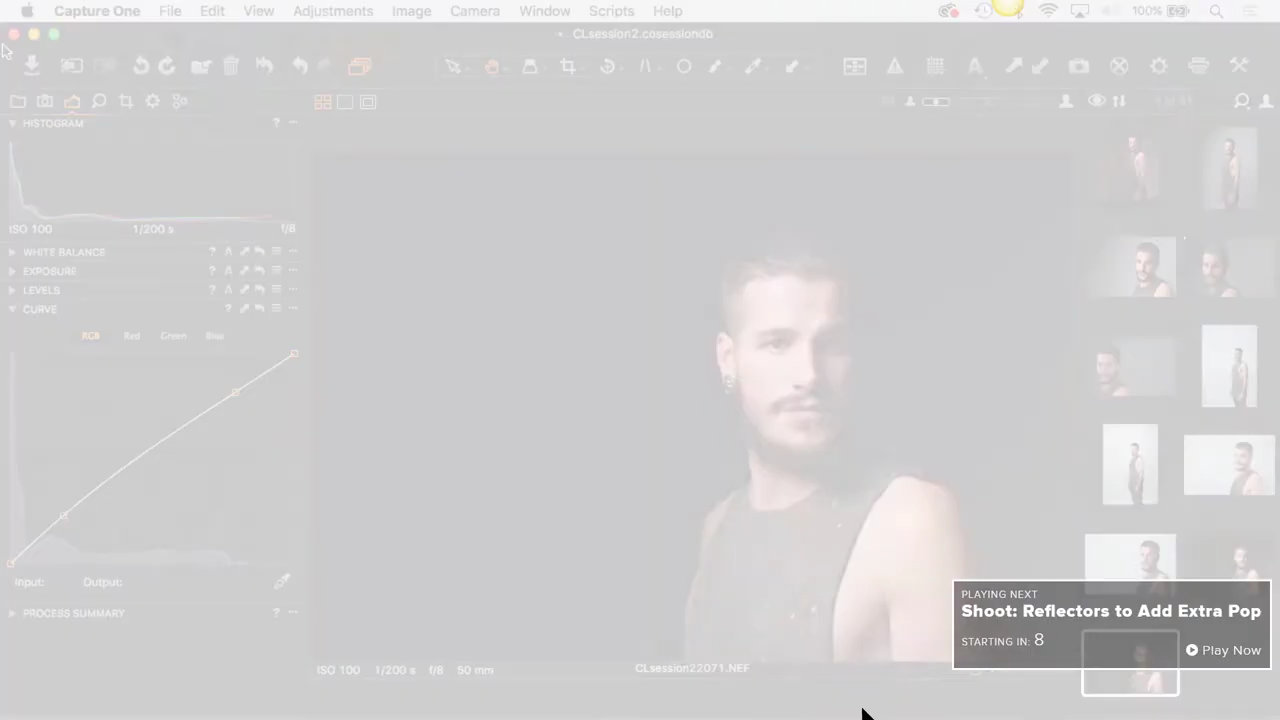 Capture One File Edit View Adjustments Image Camera Window Scripts Help 100%
CLsession2.cosessiondb
HISTOGRAM ?
ISO 100 1/200 s f/8
WHITE BALANCE ? A
EXPOSURE ? A
LEVELS ? A
CURVE ?
RGB Red Green Blue
Input: Output:
PROCESS SUMMARY ?
ISO 100 1/200 s f/8 50 mm CLsession22071.NEF
PLAYING NEXT
Shoot: Reflectors to Add Extra Pop
STARTING IN: 8
Play Now